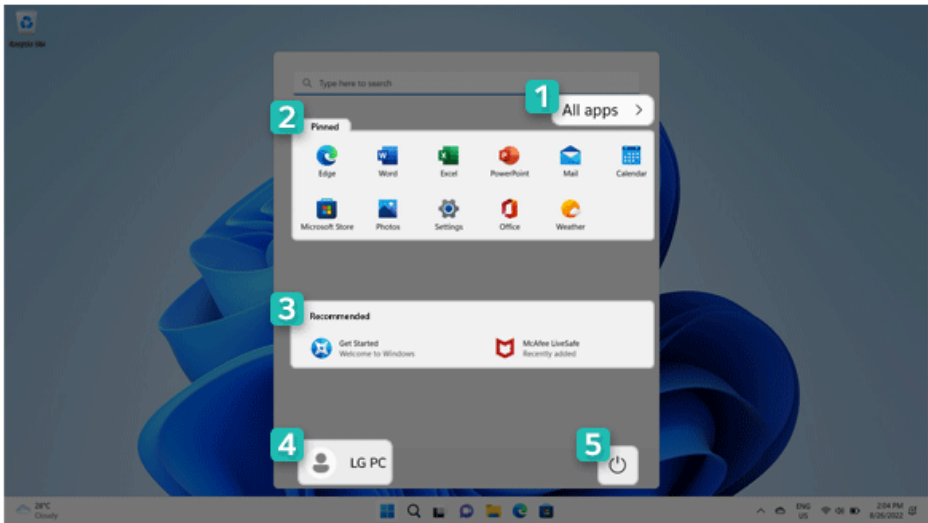 Type here to search
1
All apps >
2
Pinned
Edge
Word
Excel
PowerPoint
Mail
Calendar
Microsoft Store
Photos
Settings
Office
Weather
3
Recommended
Get Started
Welcome to Windows
McAfee LiveSafe
Recently added
4
LG PC
5
28°C
Cloudy
ENG
US
2:04 PM
8/26/2022